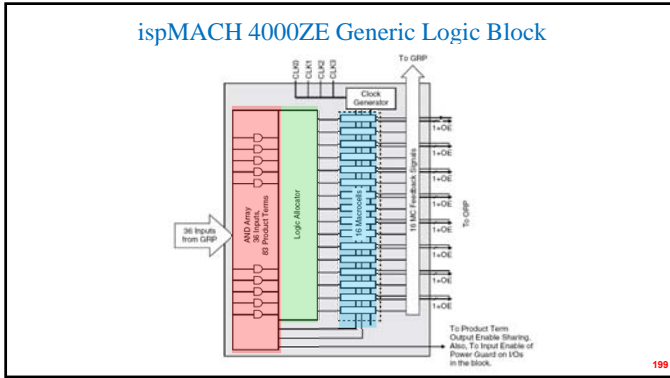 ispMACH 4000ZE Generic Logic Block
To GRP
CLK0
CLK1
CLK2
CLK3
Clock
Generator
36 Inputs
from GRP
AND Array
36 Inputs,
83 Product Terms
Logic Allocator
16 Macrocells
16 MC Feedback Signals
1+OE
1+OE
1+OE
1+OE
1+OE
1+OE
1+OE
1+OE
To ORP
To Product Term
Output Enable Sharing.
Also, To Input Enable of
Power Guard on I/Os
in the block.
199